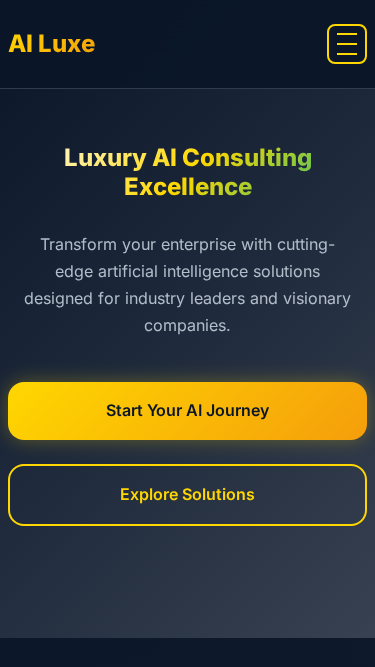 AI Luxe
Luxury AI Consulting
Excellence
Transform your enterprise with cutting-
edge artificial intelligence solutions
designed for industry leaders and visionary
companies.
Start Your AI Journey
Explore Solutions